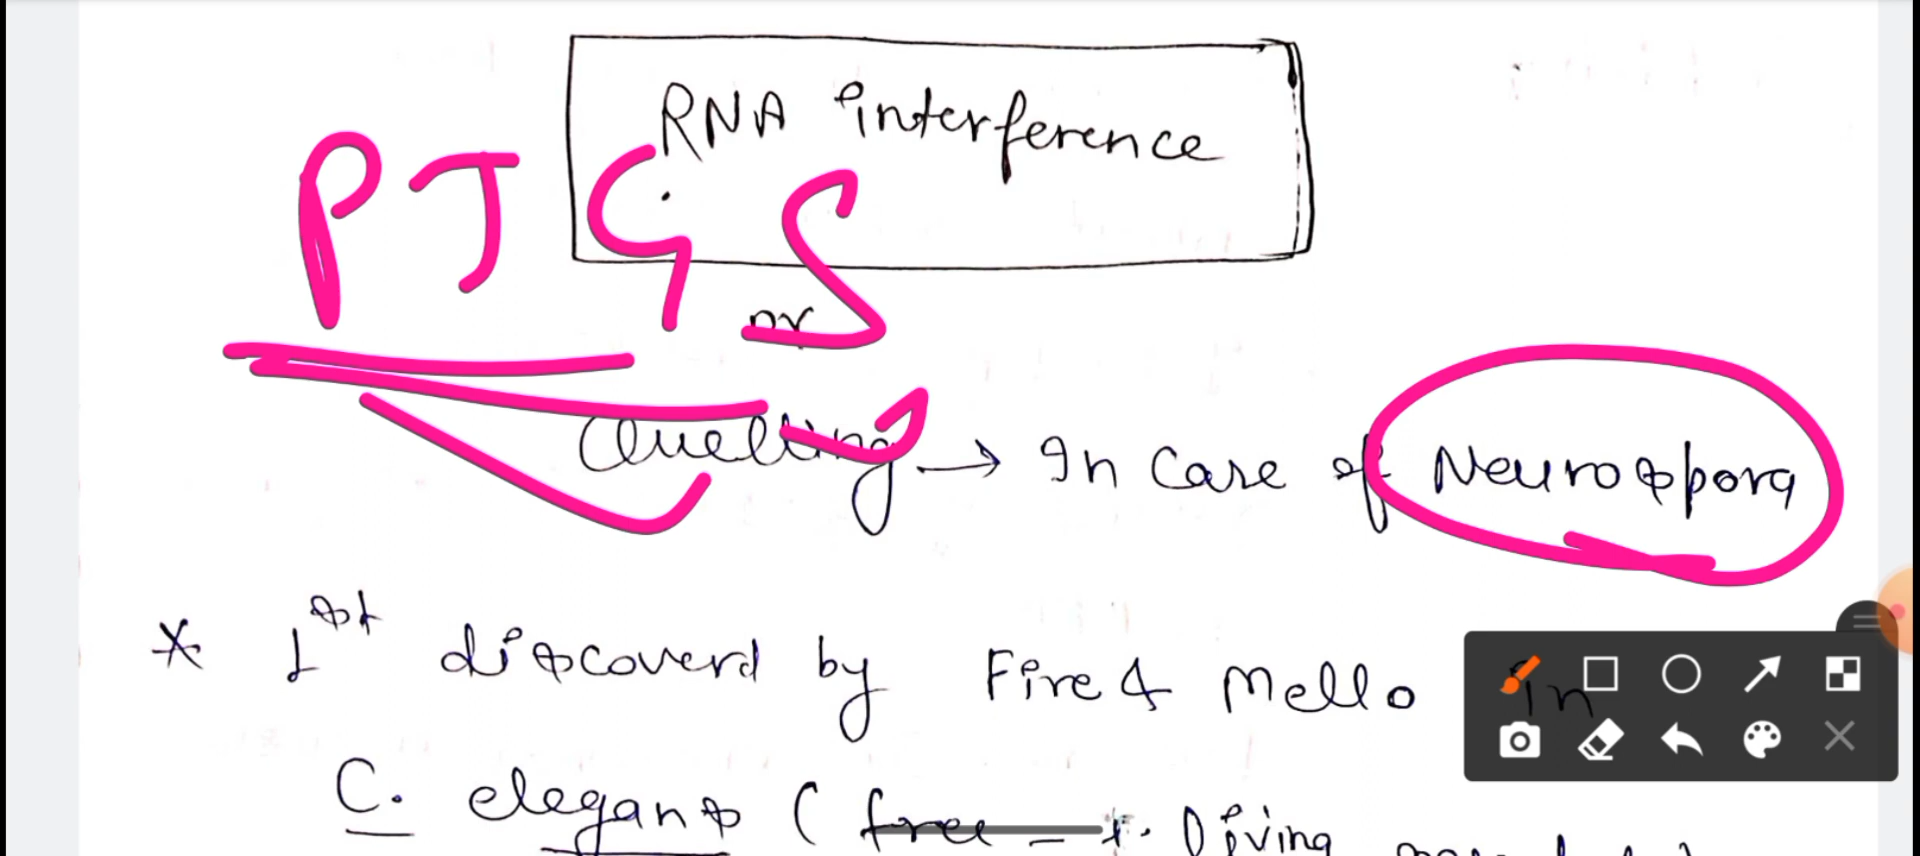 RNA interference
PTGS
or
Quelling → In Case of Neurospora
* 1st discoverd by Fire & Mello in
C. elegans ( free - Living